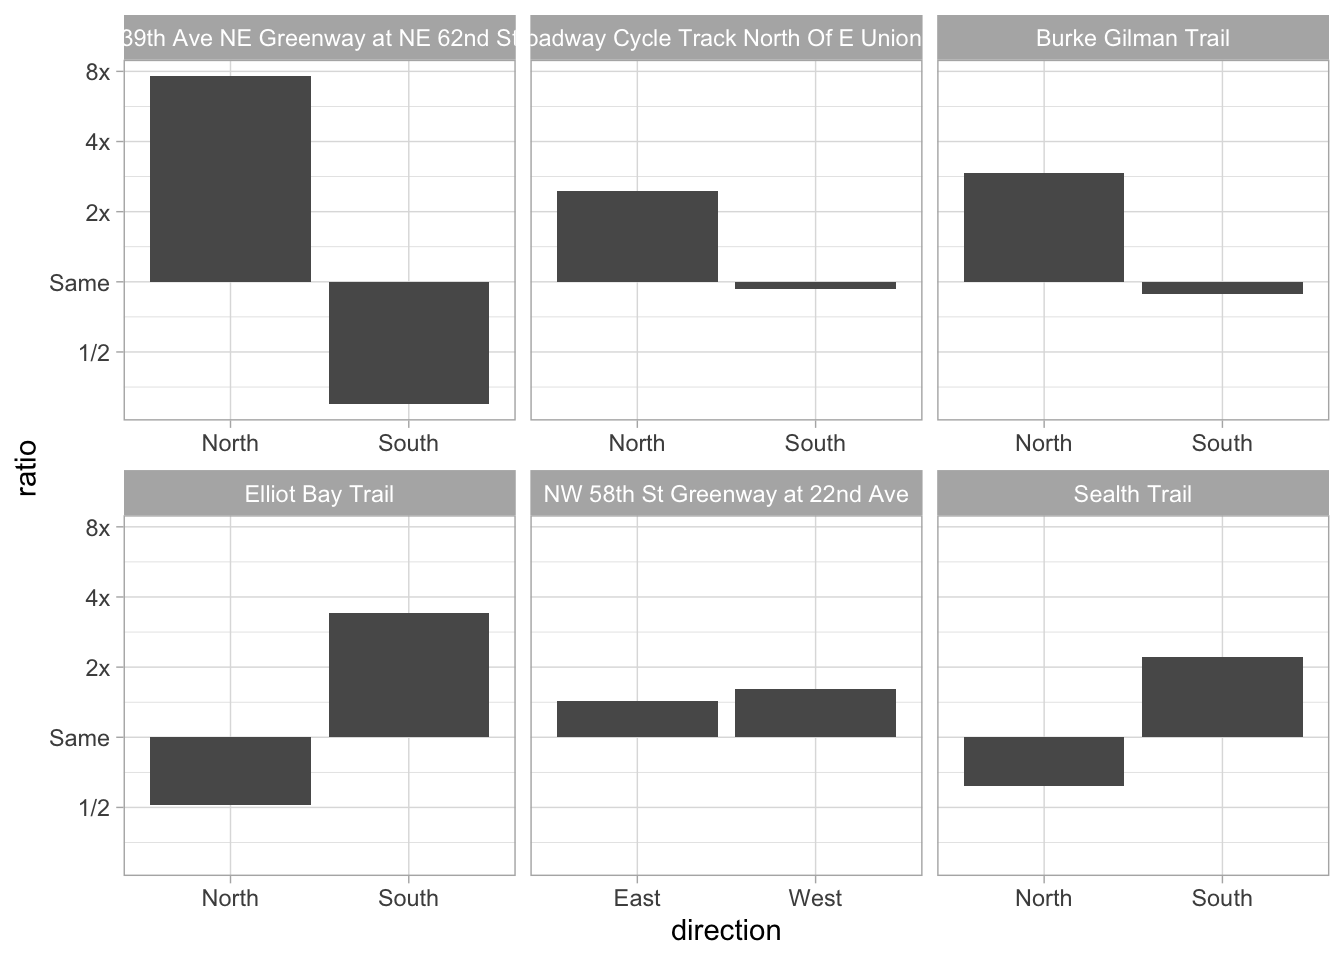 39th Ave NE Greenway at NE 62nd St
oadway Cycle Track North Of E Union
Burke Gilman Trail
8x
4x
2x
Same
1/2
North
South
North
South
North
South
ratio
Elliot Bay Trail
NW 58th St Greenway at 22nd Ave
Sealth Trail
8x
4x
2x
Same
1/2
North
South
East
West
North
South
direction